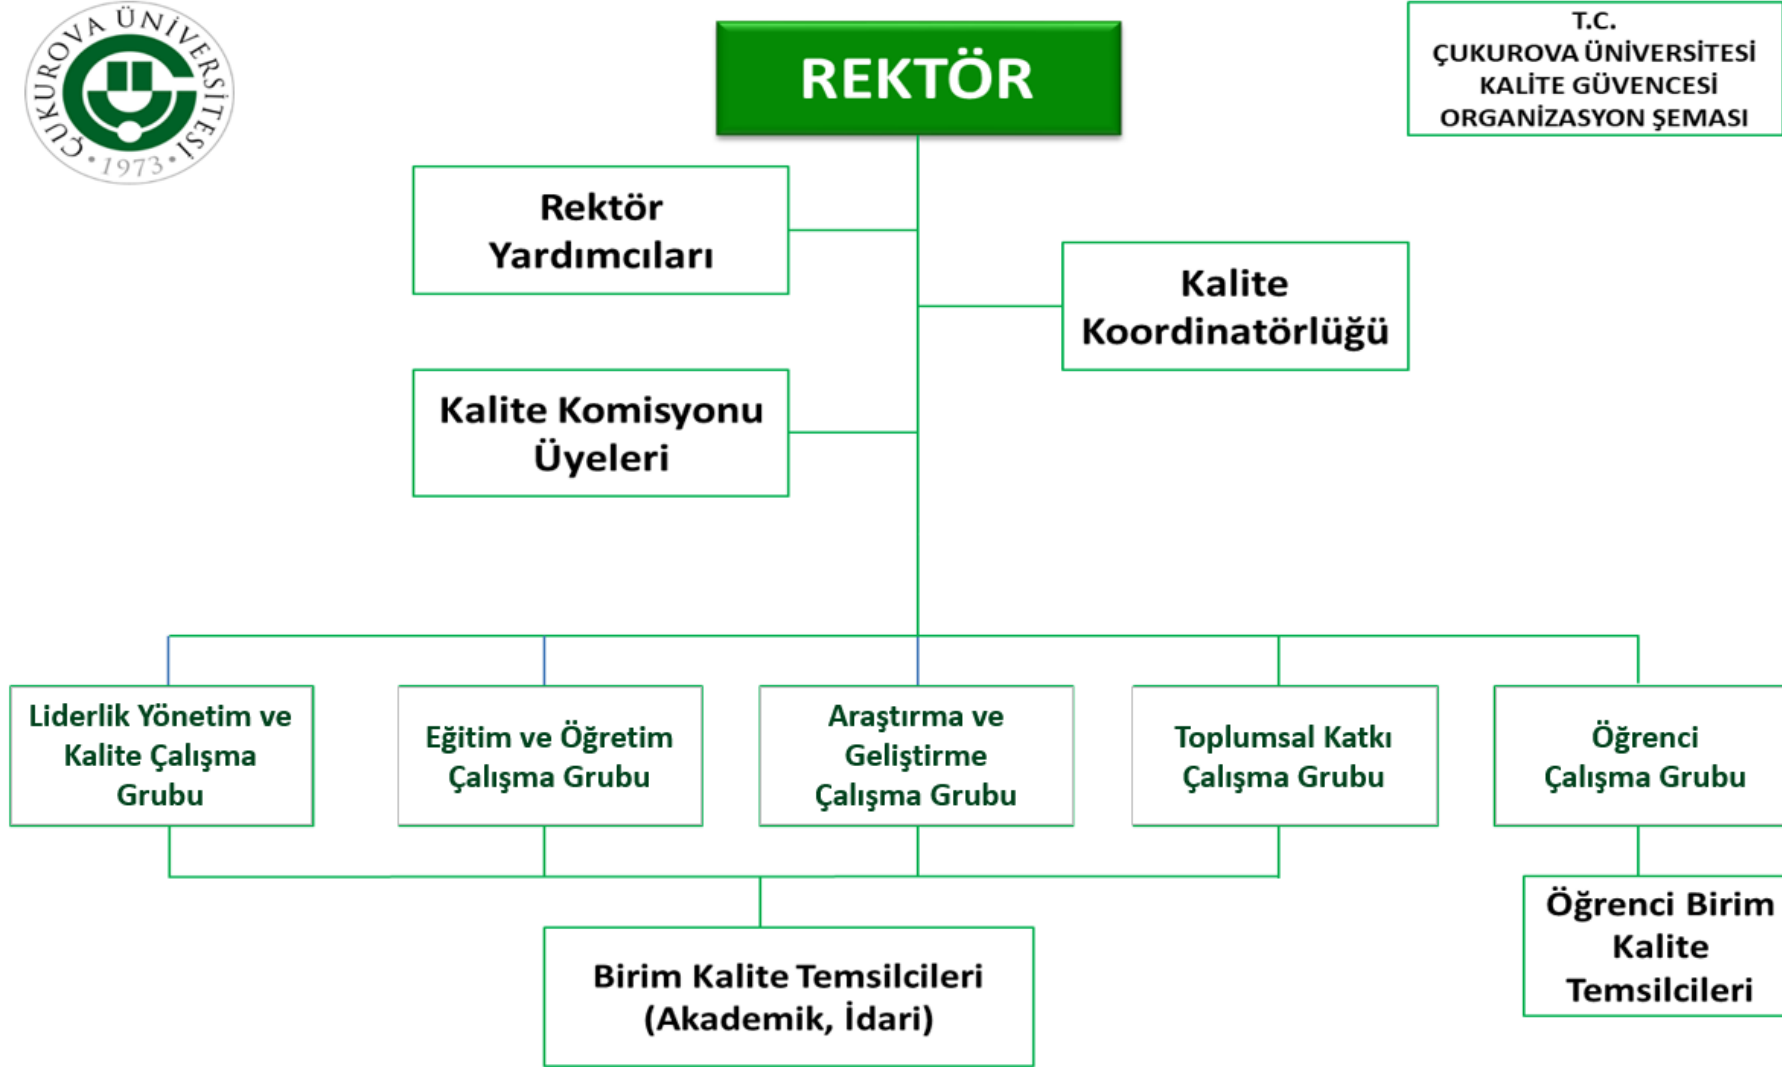 ÇUKUROVA ÜNİVERSİTESİ
• 1973 •
REKTÖR
T.C.
ÇUKUROVA ÜNİVERSİTESİ
KALİTE GÜVENCESİ
ORGANİZASYON ŞEMASI
Rektör
Yardımcıları
Kalite
Koordinatörlüğü
Kalite Komisyonu
Üyeleri
Liderlik Yönetim ve
Kalite Çalışma
Grubu
Eğitim ve Öğretim
Çalışma Grubu
Araştırma ve
Geliştirme
Çalışma Grubu
Toplumsal Katkı
Çalışma Grubu
Öğrenci
Çalışma Grubu
Birim Kalite Temsilcileri
(Akademik, İdari)
Öğrenci Birim
Kalite
Temsilcileri